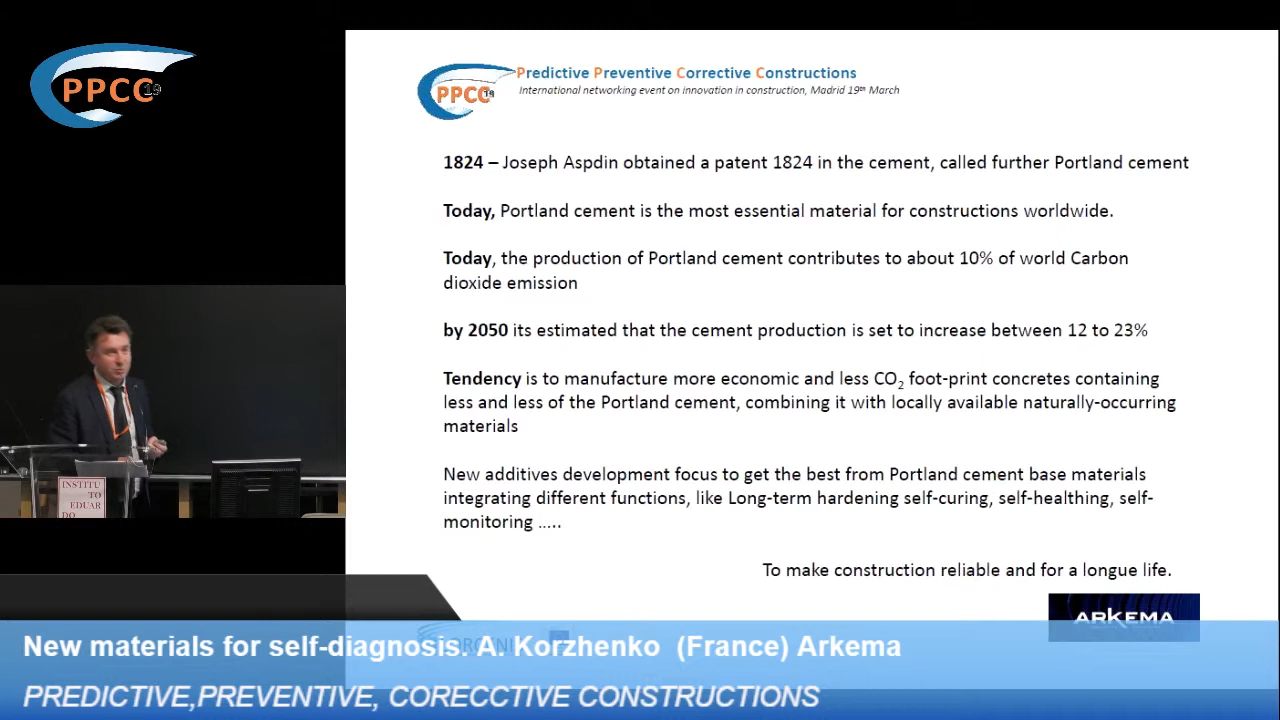 PPCC19
Predictive Preventive Corrective Constructions
PPCC19
International networking event on innovation in construction, Madrid 19th March
1824 – Joseph Aspdin obtained a patent 1824 in the cement, called further Portland cement
Today, Portland cement is the most essential material for constructions worldwide.
Today, the production of Portland cement contributes to about 10% of world Carbon
dioxide emission
by 2050 its estimated that the cement production is set to increase between 12 to 23%
Tendency is to manufacture more economic and less CO2 foot-print concretes containing
less and less of the Portland cement, combining it with locally available naturally-occurring
materials
New additives development focus to get the best from Portland cement base materials
integrating different functions, like Long-term hardening self-curing, self-healthing, self-
monitoring .....
To make construction reliable and for a longue life.
ARKEMA
INSTITU
TO
EDUAR
DO
New materials for self-diagnosis. A. Korzhenko (France) Arkema
PREDICTIVE,PREVENTIVE, CORECCTIVE CONSTRUCTIONS